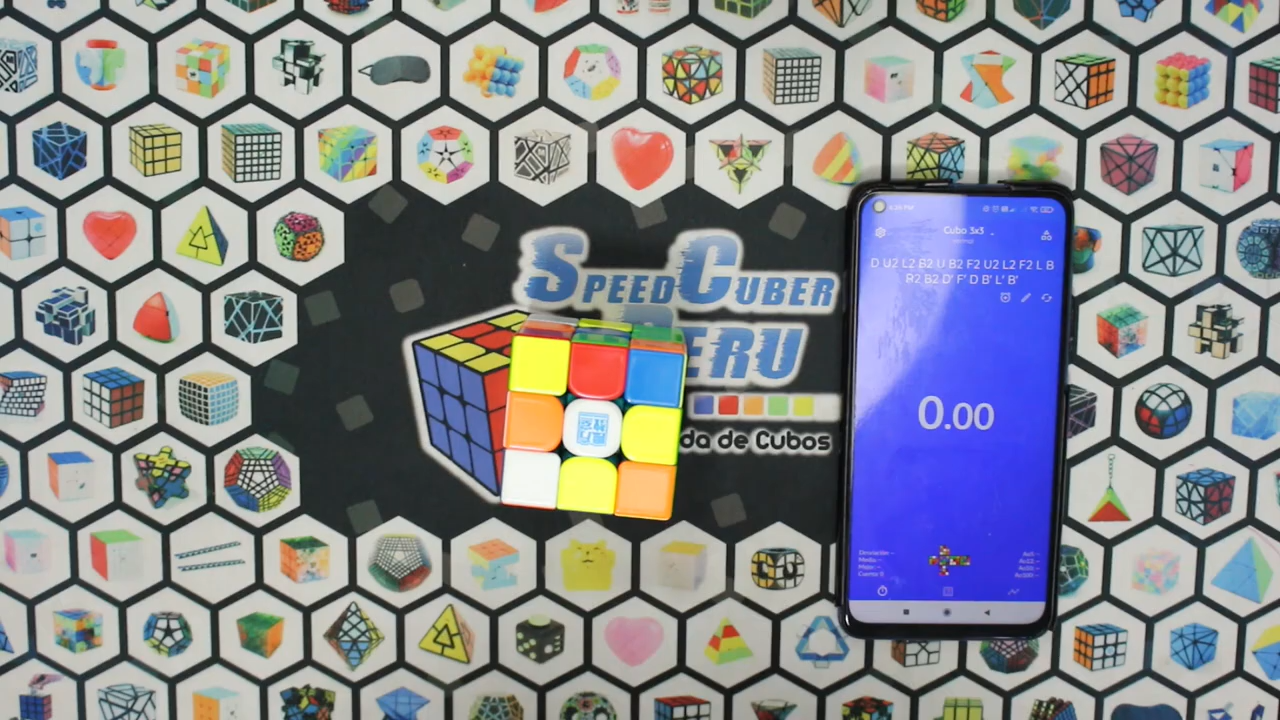 SPEEDCUBER
ERU
da de Cubos
Cubo 3x3
D U2 L2 B2 U B2 F2 U2 L2 F2 L B
R2 B2 D' F' D B' L' B'
0.00